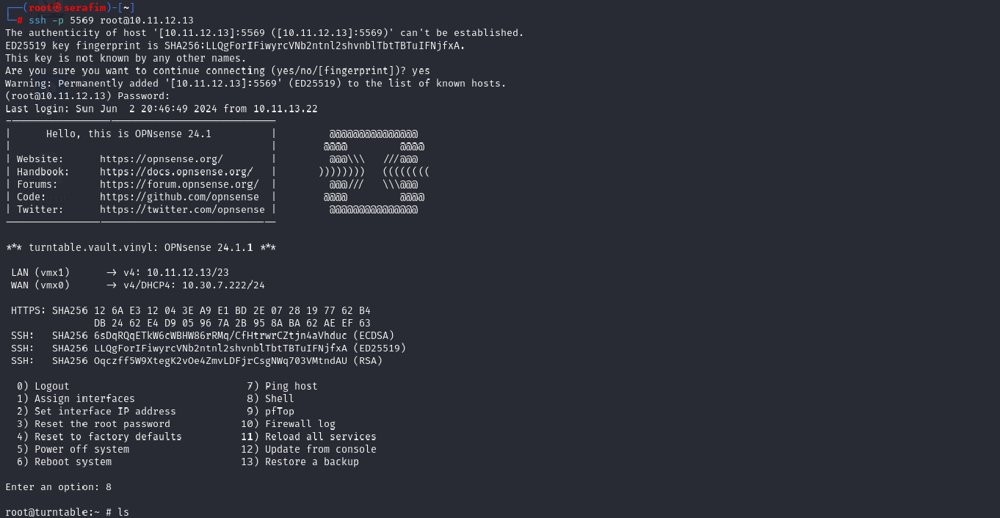 ┌──(root㉿serafim)-[~]
└─# ssh -p 5569 root@10.11.12.13
The authenticity of host '[10.11.12.13]:5569 ([10.11.12.13]:5569)' can't be established.
ED25519 key fingerprint is SHA256:LLQgForIFiwyrcVNb2ntnl2shvnblTbtTBTuIFNjfxA.
This key is not known by any other names.
Are you sure you want to continue connecting (yes/no/[fingerprint])? yes
Warning: Permanently added '[10.11.12.13]:5569' (ED25519) to the list of known hosts.
(root@10.11.12.13) Password:
Last login: Sun Jun  2 20:46:49 2024 from 10.11.13.22
----------------------------------------------
|      Hello, this is OPNsense 24.1          |         @@@@@@@@@@@@@@@
|                                            |        @@@@         @@@@
| Website:      https://opnsense.org/        |         @@@\\\   ///@@@
| Handbook:     https://docs.opnsense.org/   |       ))))))))   ((((((((
| Forums:       https://forum.opnsense.org/  |         @@@///   \\\@@@
| Code:         https://github.com/opnsense  |        @@@@         @@@@
| Twitter:      https://twitter.com/opnsense |         @@@@@@@@@@@@@@@
----------------------------------------------
*** turntable.vault.vinyl: OPNsense 24.1.1 ***
LAN (vmx1)      -> v4: 10.11.12.13/23
WAN (vmx0)      -> v4/DHCP4: 10.30.7.222/24
HTTPS: SHA256 12 6A E3 12 04 3E A9 E1 BD 2E 07 28 19 77 62 B4
DB 24 62 E4 D9 05 96 7A 2B 95 8A BA 62 AE EF 63
SSH:   SHA256 6sDqRQqETkW6cWBHW86rRMq/CfHtrwrCZtjn4aVhduc (ECDSA)
SSH:   SHA256 LLQgForIFiwyrcVNb2ntnl2shvnblTbtTBTuIFNjfxA (ED25519)
SSH:   SHA256 Oqczff5W9XtegK2vOe4ZmvLDFjrCsgNWq703VMtndAU (RSA)
0) Logout                              7) Ping host
1) Assign interfaces                   8) Shell
2) Set interface IP address            9) pfTop
3) Reset the root password            10) Firewall log
4) Reset to factory defaults          11) Reload all services
5) Power off system                   12) Update from console
6) Reboot system                      13) Restore a backup
Enter an option: 8
root@turntable:~ # ls